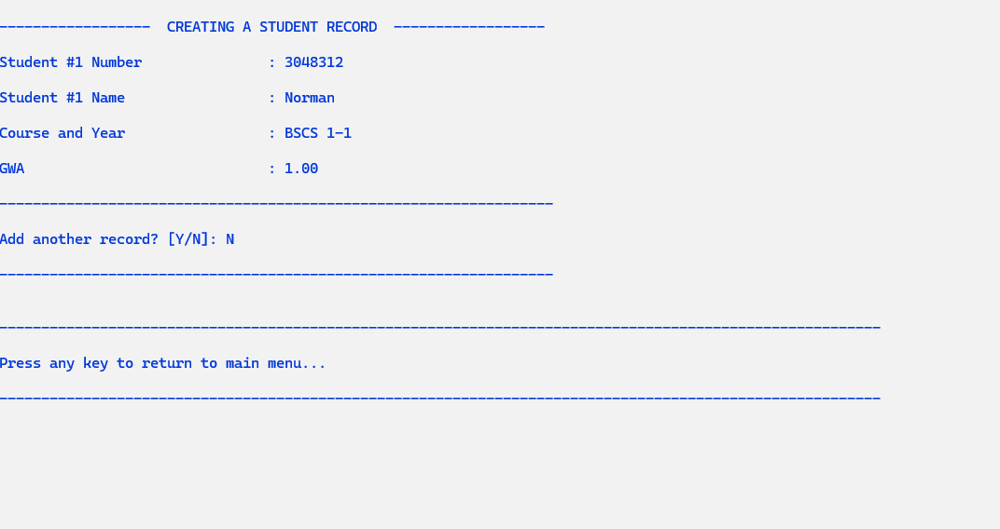 ------------------  CREATING A STUDENT RECORD  ------------------
Student #1 Number               : 3048312
Student #1 Name                 : Norman
Course and Year                 : BSCS 1-1
GWA                             : 1.00
------------------------------------------------------------------
Add another record? [Y/N]: N
------------------------------------------------------------------
---------------------------------------------------------------------------------------------------------
Press any key to return to main menu...
---------------------------------------------------------------------------------------------------------